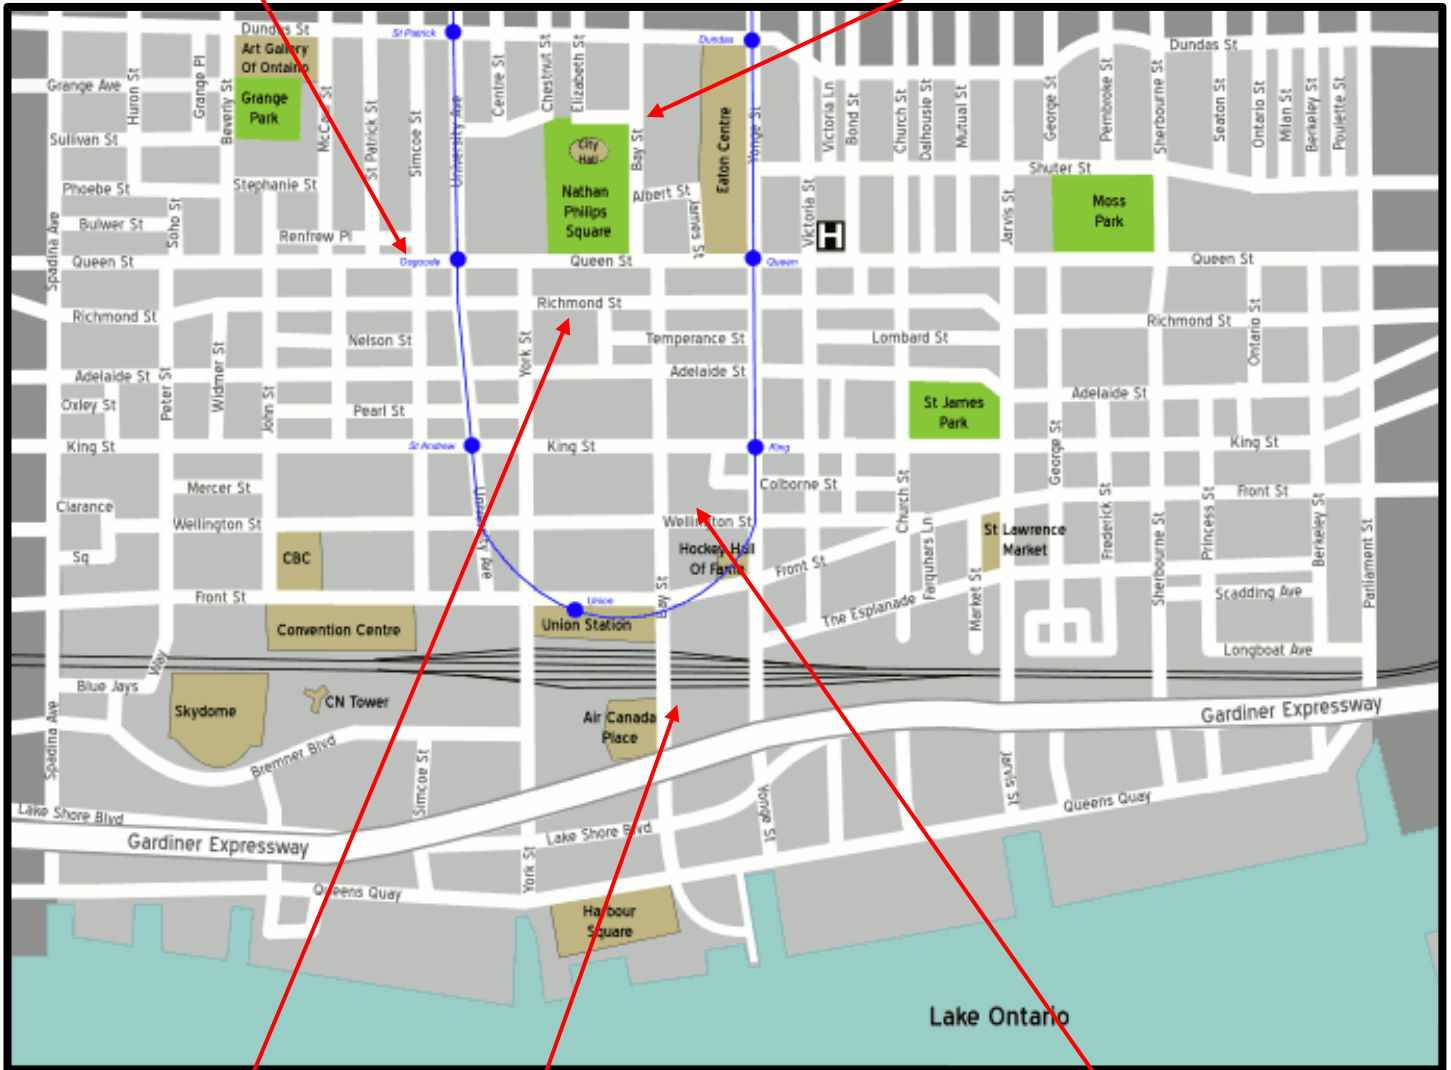 Dundas St
St Patrick
Dundas
Dundas St
Art Gallery
Of Ontairo
Grange Ave
Huron St
Grange Pl
Beverly St
Grange
Park
McCaul St
St Patrick St
Simcoe St
University Ave
Centre St
Chestnut St
Elizabeth St
City
Hall
Bay St
Eaton Centre
Yonge St
Victoria Ln
Bond St
Church St
Dalhousie St
Mutual St
George St
Pembroke St
Sherbourne St
Seaton St
Ontario St
Milan St
Berkeley St
Poulette St
Sullivan St
Shuter St
Phoebe St
Stephanie St
Nathan
Philips
Square
Albert St
James St
Victoria St
H
Jarvis St
Moss
Park
Spadina Ave
Bulwer St
Soho St
Renfrew Pl
Queen St
Osgoode
Queen St
Queen
Queen St
Richmond St
Richmond St
Richmond St
Ontario St
Nelson St
York St
Temperance St
Lombard St
Adelaide St
Peter St
Widmer St
John St
Adelaide St
Adelaide St
Oxley St
Pearl St
St James
Park
King St
St Andrew
King St
King
George St
King St
Mercer St
University Ave
Colborne St
Church St
Front St
Clarance
Sq
Wellington St
Wellington St
Frederick St
Princess St
Berkeley St
Parliament St
CBC
Hockey Hall
Of Fame
Front St
Farquhars Ln
St Lawrence
Market
Sherbourne St
Front St
Union
Bay St
The Esplanade
Market St
Scadding Ave
Convention Centre
Union Station
Longboat Ave
Blue Jays Way
CN Tower
Skydome
Air Canada
Place
Gardiner Expressway
Spadina Ave
Bremner Blvd
Simcoe St
Yonge St
Jarvis St
Queens Quay
Lake Shore Blvd
Gardiner Expressway
Lake Shore Blvd
York St
Queens Quay
Harbour
Square
Lake Ontario